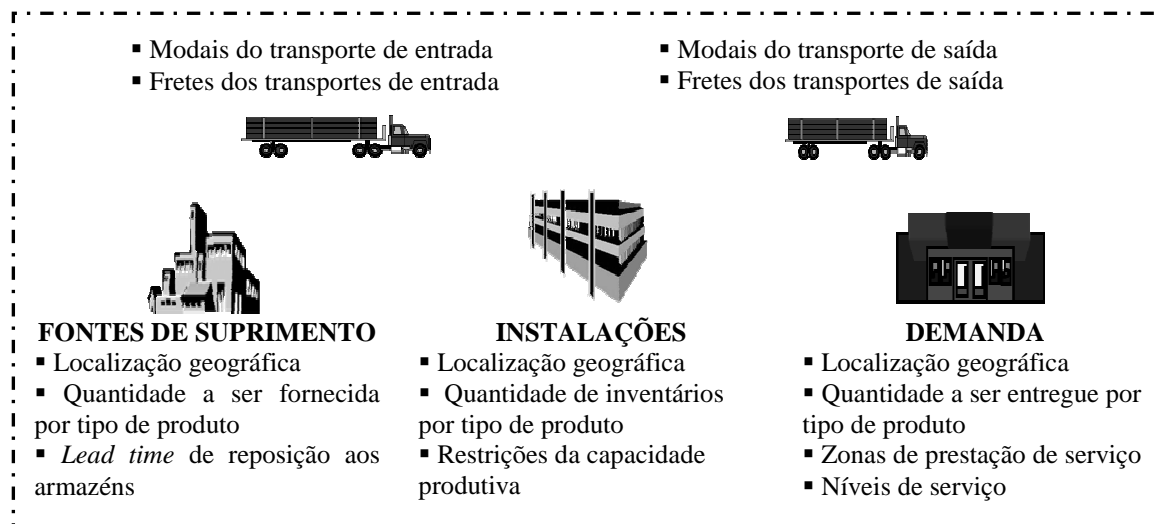 ▪ Modais do transporte de entrada
▪ Fretes dos transportes de entrada
▪ Modais do transporte de saída
▪ Fretes dos transportes de saída
FONTES DE SUPRIMENTO
▪ Localização geográfica
▪ Quantidade a ser fornecida
por tipo de produto
▪ Lead time de reposição aos
armazéns
INSTALAÇÕES
▪ Localização geográfica
▪ Quantidade de inventários
por tipo de produto
▪ Restrições da capacidade
produtiva
DEMANDA
▪ Localização geográfica
▪ Quantidade a ser entregue por
tipo de produto
▪ Zonas de prestação de serviço
▪ Níveis de serviço